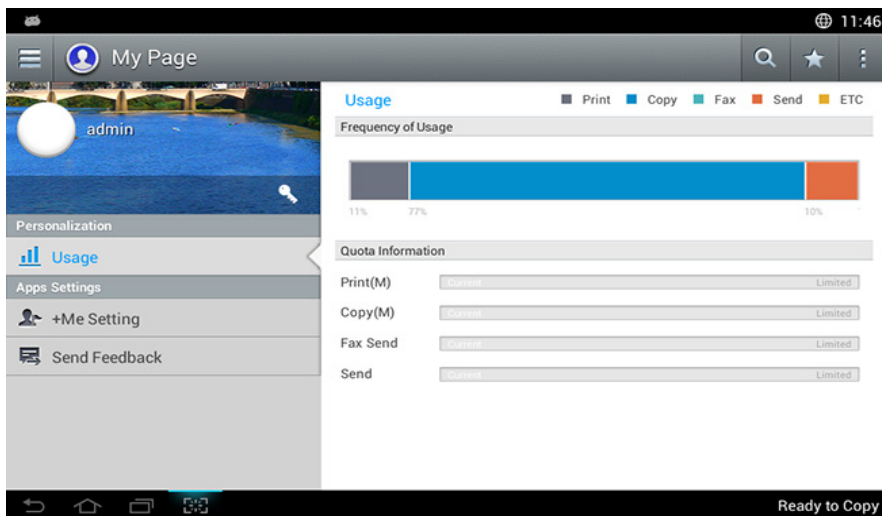 11:46
My Page
admin
Personalization
Usage
Apps Settings
+Me Setting
Send Feedback
Usage
Print Copy Fax Send ETC
Frequency of Usage
11% 77% 10%
Quota Information
Print(M) Current Limited
Copy(M) Current Limited
Fax Send Current Limited
Send Current Limited
Ready to Copy